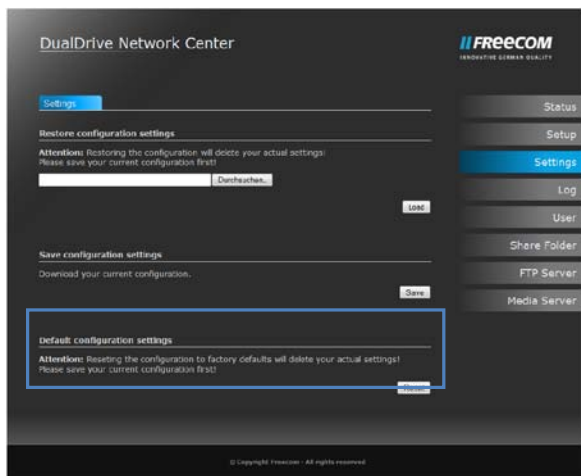 DualDrive Network Center
FREECOM
INNOVATIVE GERMAN QUALITY
Settings
Restore configuration settings
Attention: Restoring the configuration will delete your actual settings!
Please save your current configuration first!
Durchsuchen..
Load
Save configuration settings
Download your current configuration.
Save
Default configuration settings
Attention: Reseting the configuration to factory defaults will delete your actual settings!
Please save your current configuration first!
Status
Setup
Settings
Log
User
Share Folder
FTP Server
Media Server
© Copyright Freecom - All rights reserved